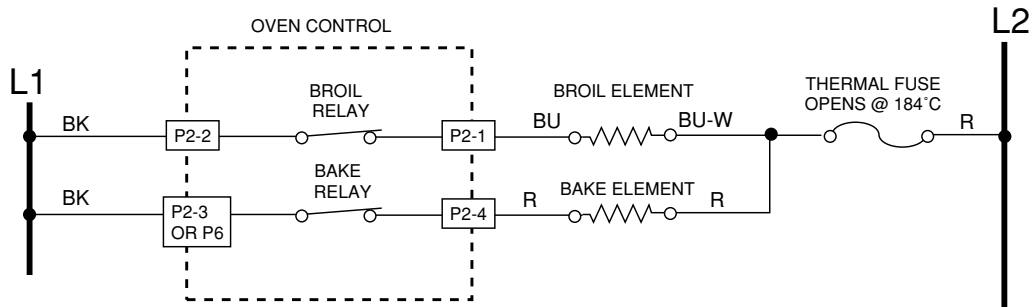 OVEN CONTROL
L1
L2
BROIL
RELAY
BROIL ELEMENT
THERMAL FUSE
OPENS @ 184˚C
BK
P2-2
P2-1
BU
BU-W
R
BAKE
RELAY
BAKE ELEMENT
BK
P2-3
OR P6
P2-4
R
R